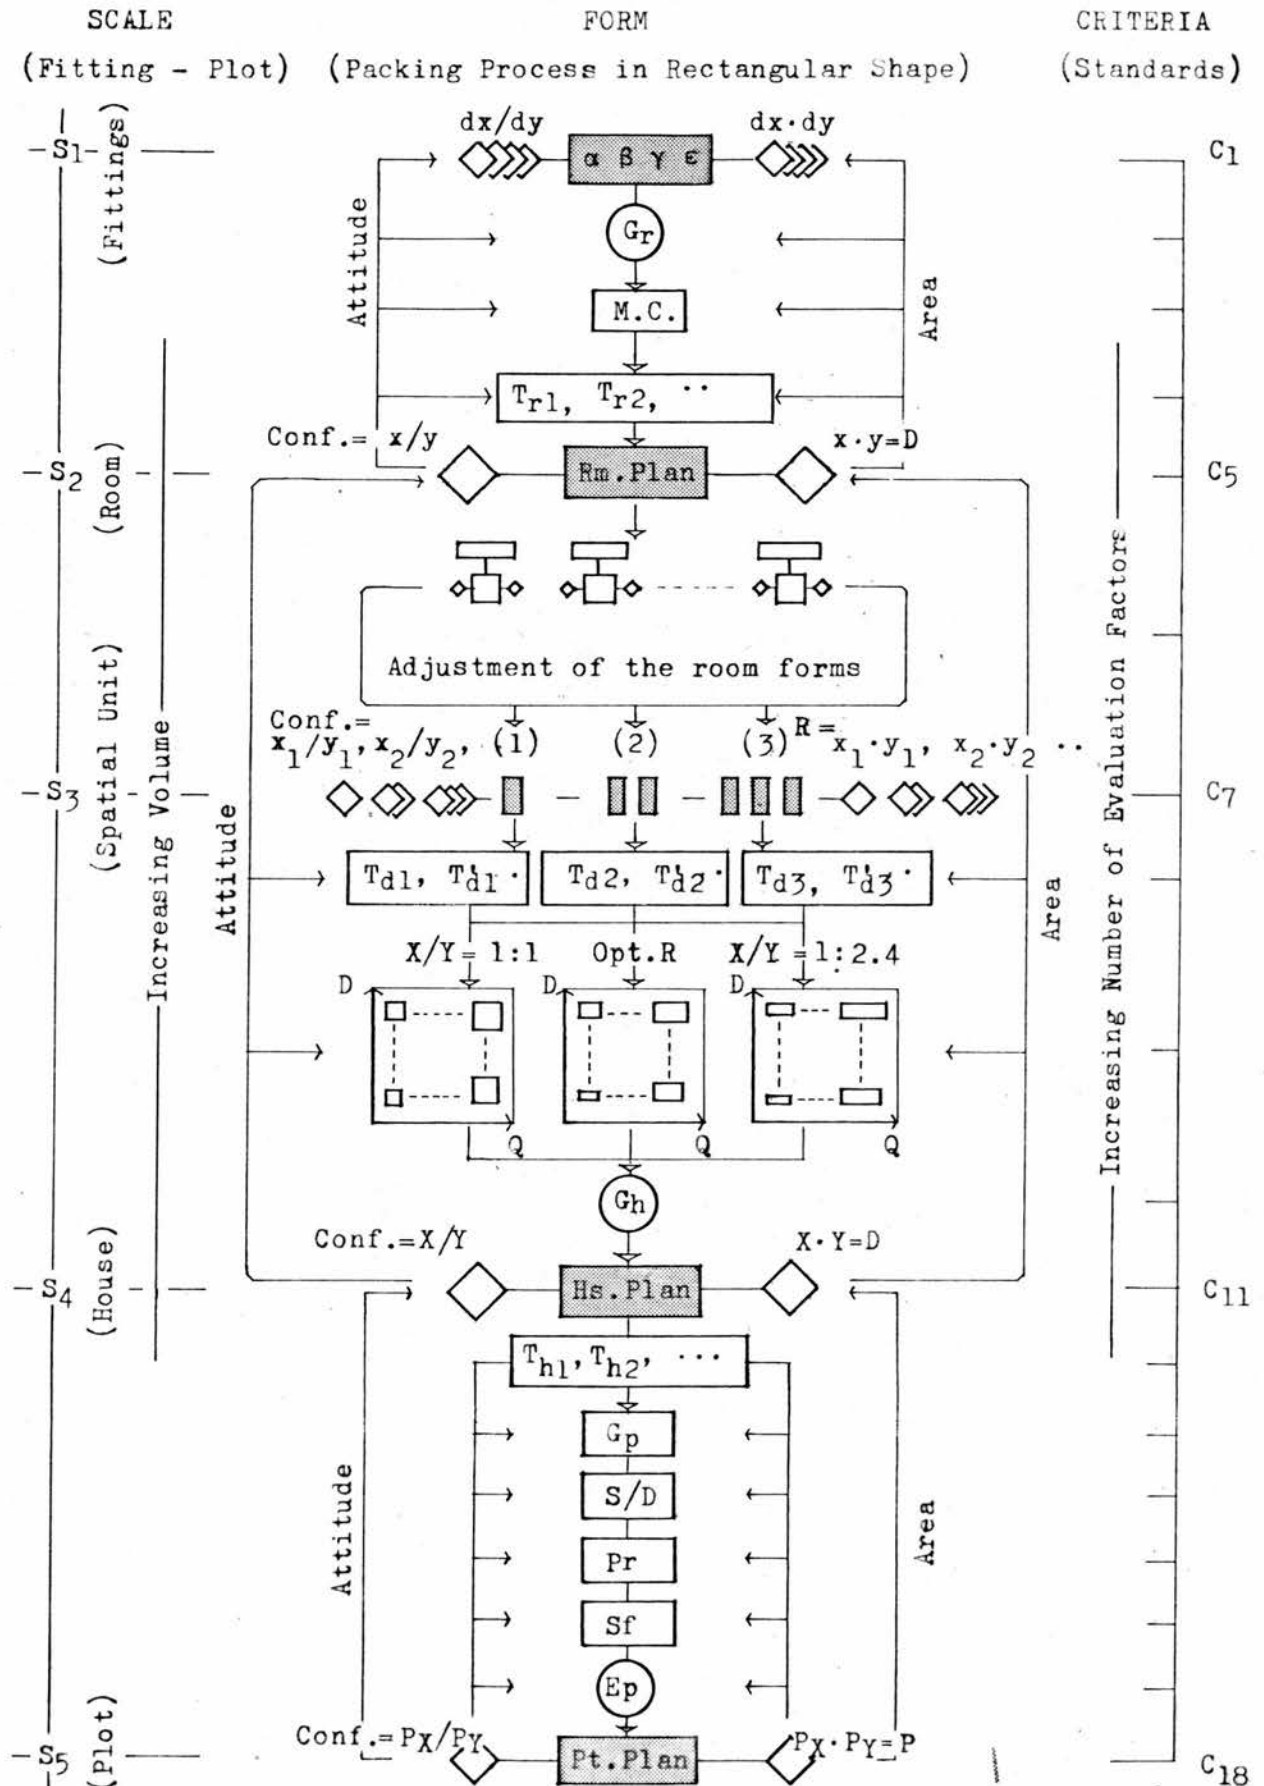 SCALE FORM CRITERIA
(Fitting - Plot) (Packing Process in Rectangular Shape) (Standards)
dx/dy dx·dy
S1 α β γ ε C1
(Fittings)
Gr
Attitude
M.C.
Area
Tr1, Tr2, ··
Conf.= x/y x·y=D
S2 Rm.Plan C5
(Room)
Adjustment of the room forms
Conf.= (1) (2) (3) R=
x1/y1, x2/y2, x1·y1, x2·y2 ··
S3 C7
(Spatial Unit)
Increasing Volume
Attitude
Td1, T'd1· Td2, T'd2· Td3, T'd3·
Area
Increasing Number of Evaluation Factors
X/Y= 1:1 Opt.R X/Y =1:2.4
D D D
Q Q Q
Gh
Conf.=X/Y X·Y=D
S4 Hs.Plan C11
(House)
Th1, Th2, ···
Gp
S/D
Attitude
Area
Pr
Sf
Ep
Conf.=PX/PY PX·PY=P
S5 Pt.Plan C18
(Plot)